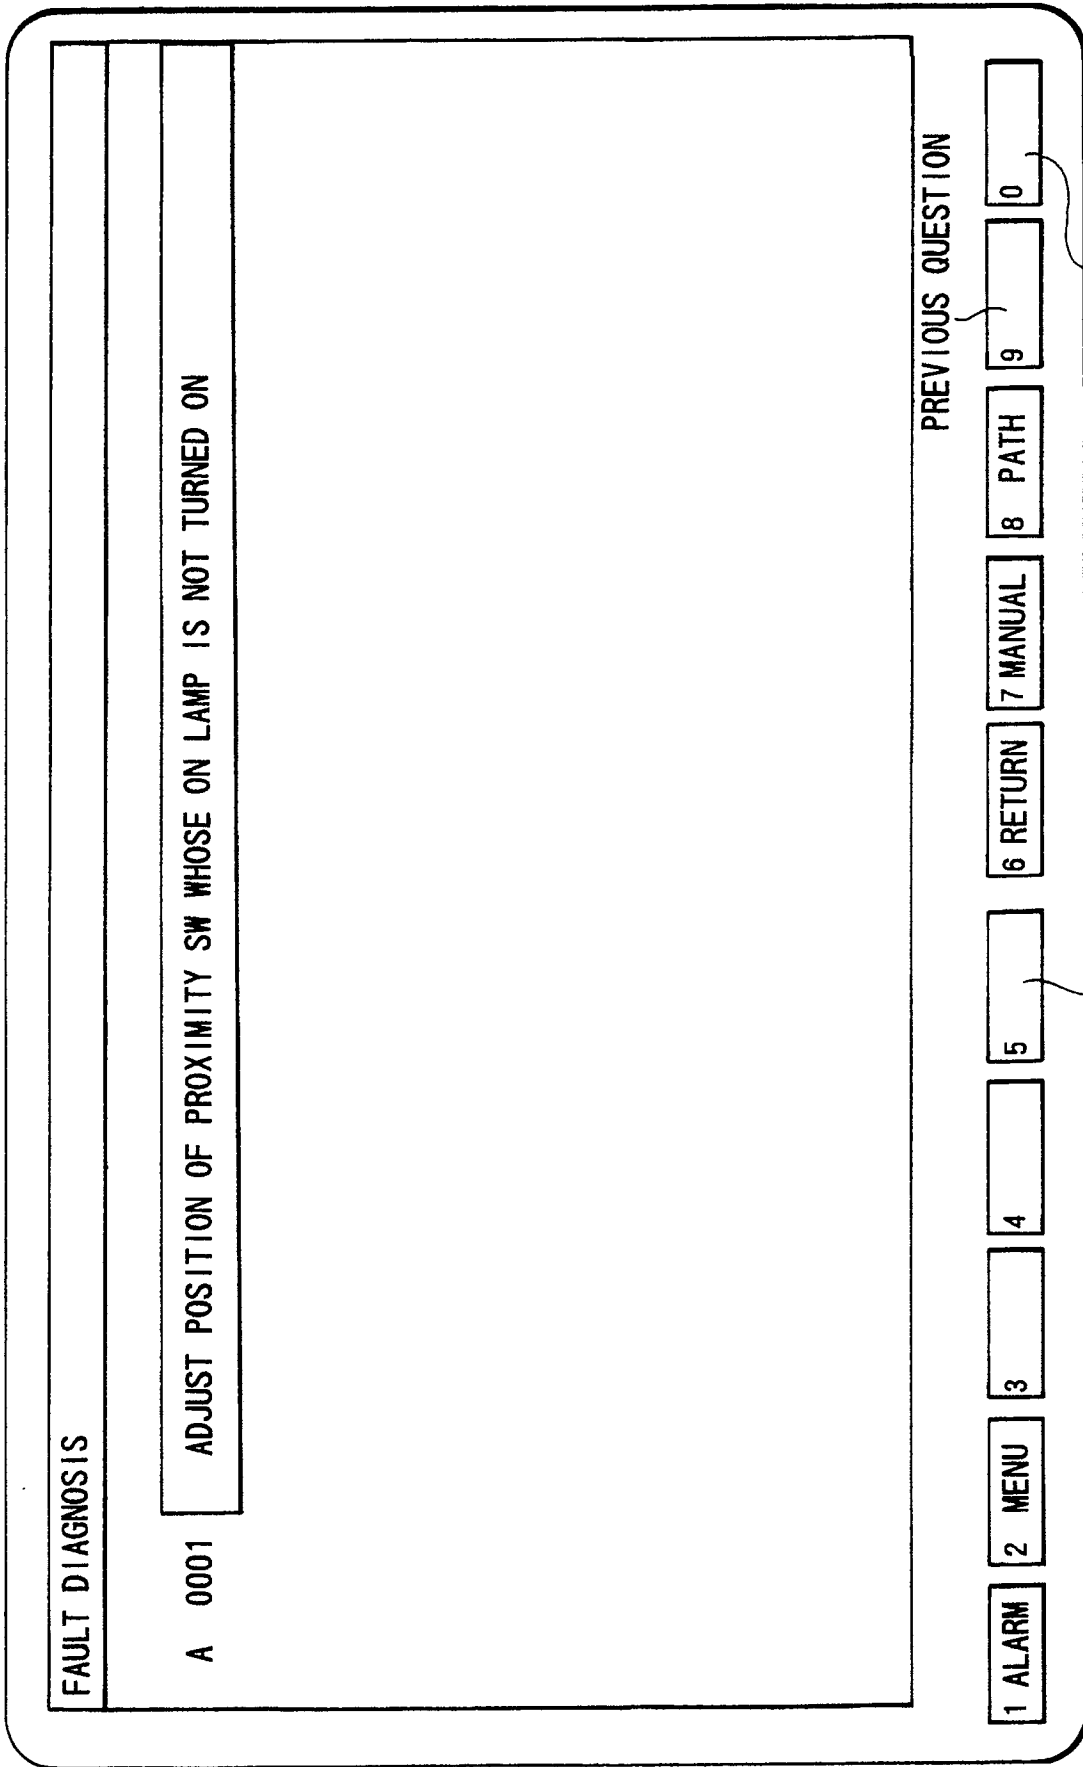 FAULT DIAGNOSIS
A 0001 ADJUST POSITION OF PROXIMITY SW WHOSE ON LAMP IS NOT TURNED ON
PREVIOUS QUESTION
1 ALARM 2 MENU 3 4 5 6 RETURN 7 MANUAL 8 PATH 9 0